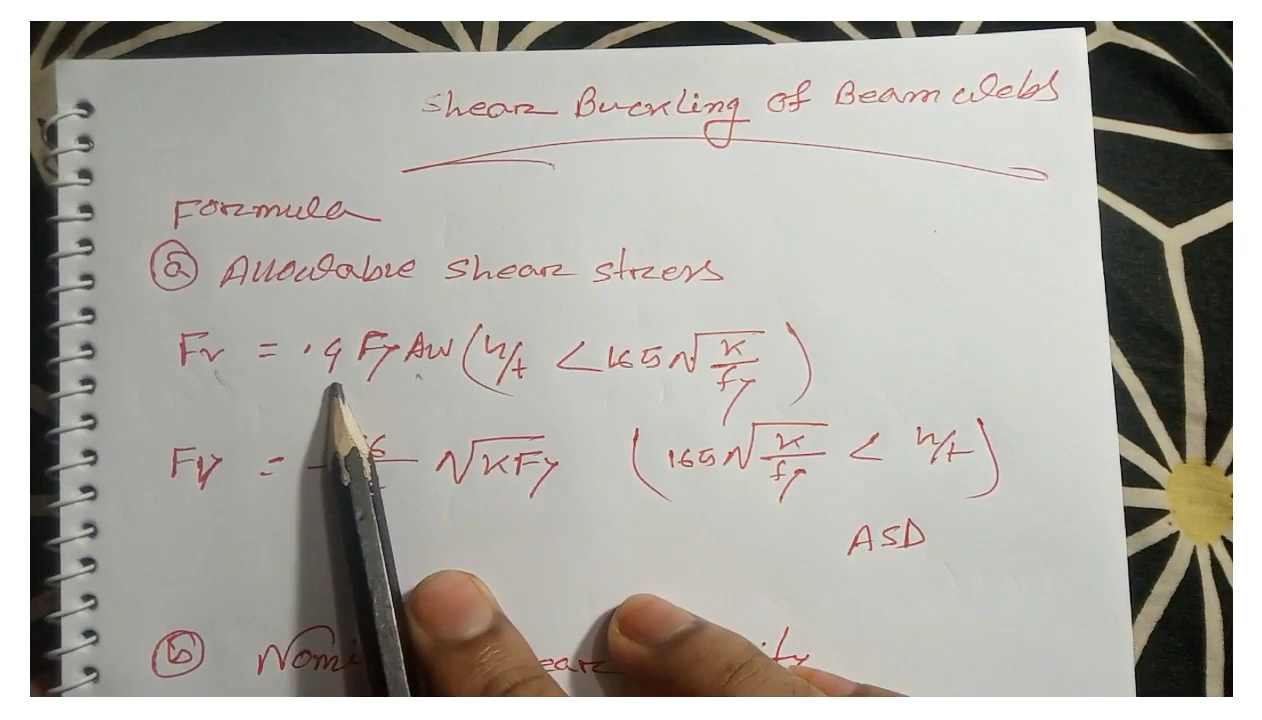 Shear Buckling of Beam webs
Formula
(a) Allowable shear stress
Fv = .4 Fy Aw (h/t < 165 √(K/fy))
Fv = 6 √(KFy) (165 √(K/fy) < h/t)
ASD
(b)